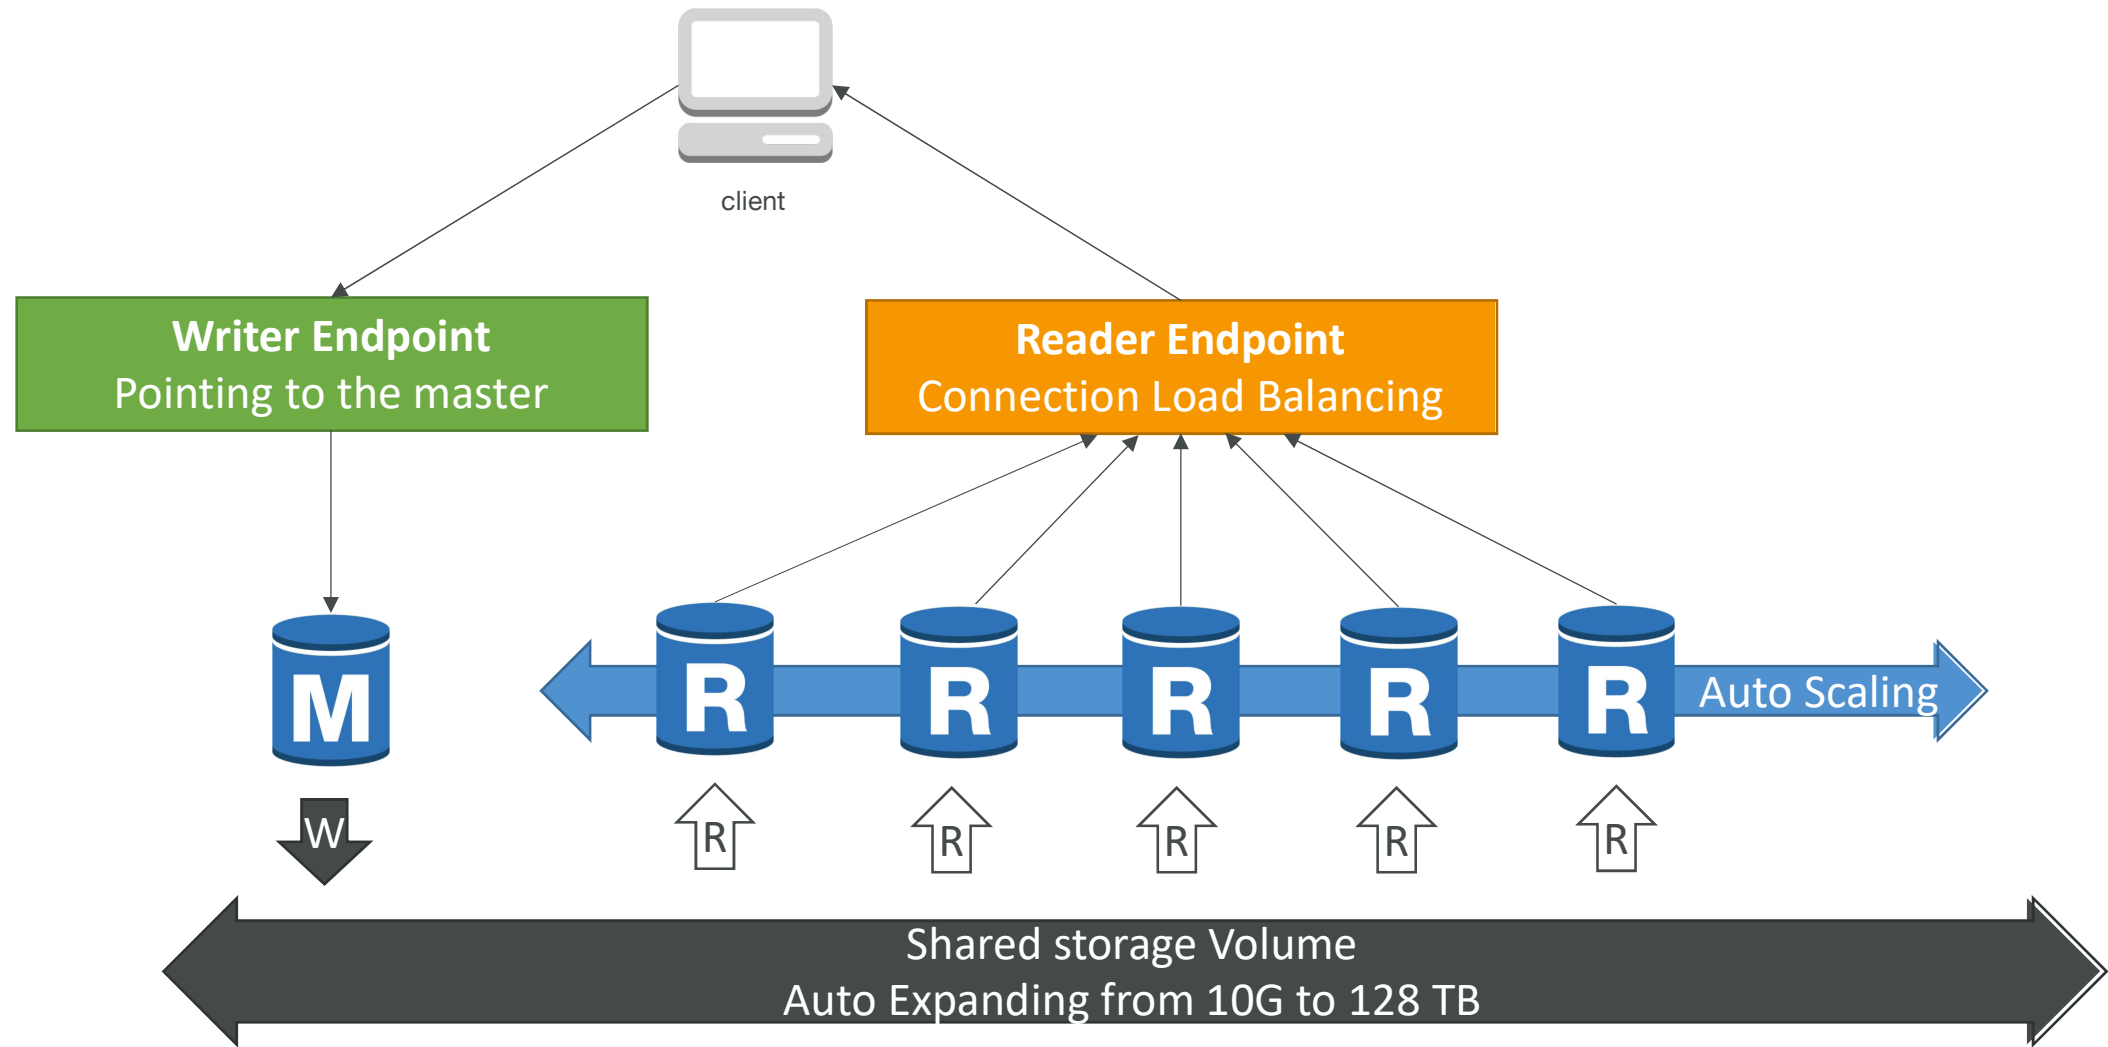 client
Writer Endpoint
Pointing to the master
Reader Endpoint
Connection Load Balancing
M
R
R
R
R
R
Auto Scaling
W
R
R
R
R
R
Shared storage Volume
Auto Expanding from 10G to 128 TB